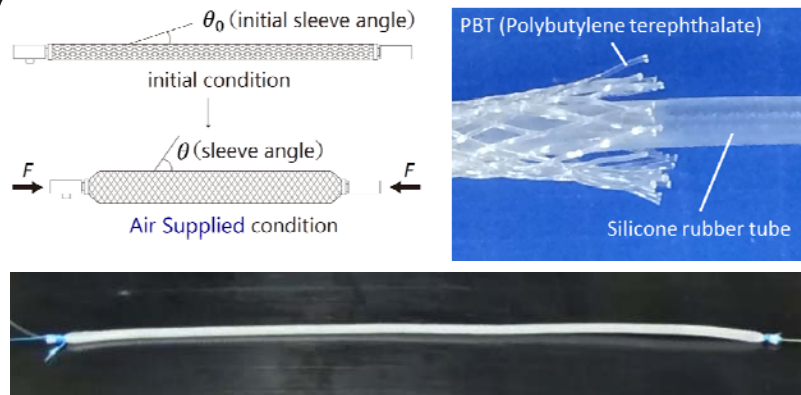 θ₀ (initial sleeve angle)
initial condition
θ (sleeve angle)
F
F
Air Supplied condition
PBT (Polybutylene terephthalate)
Silicone rubber tube